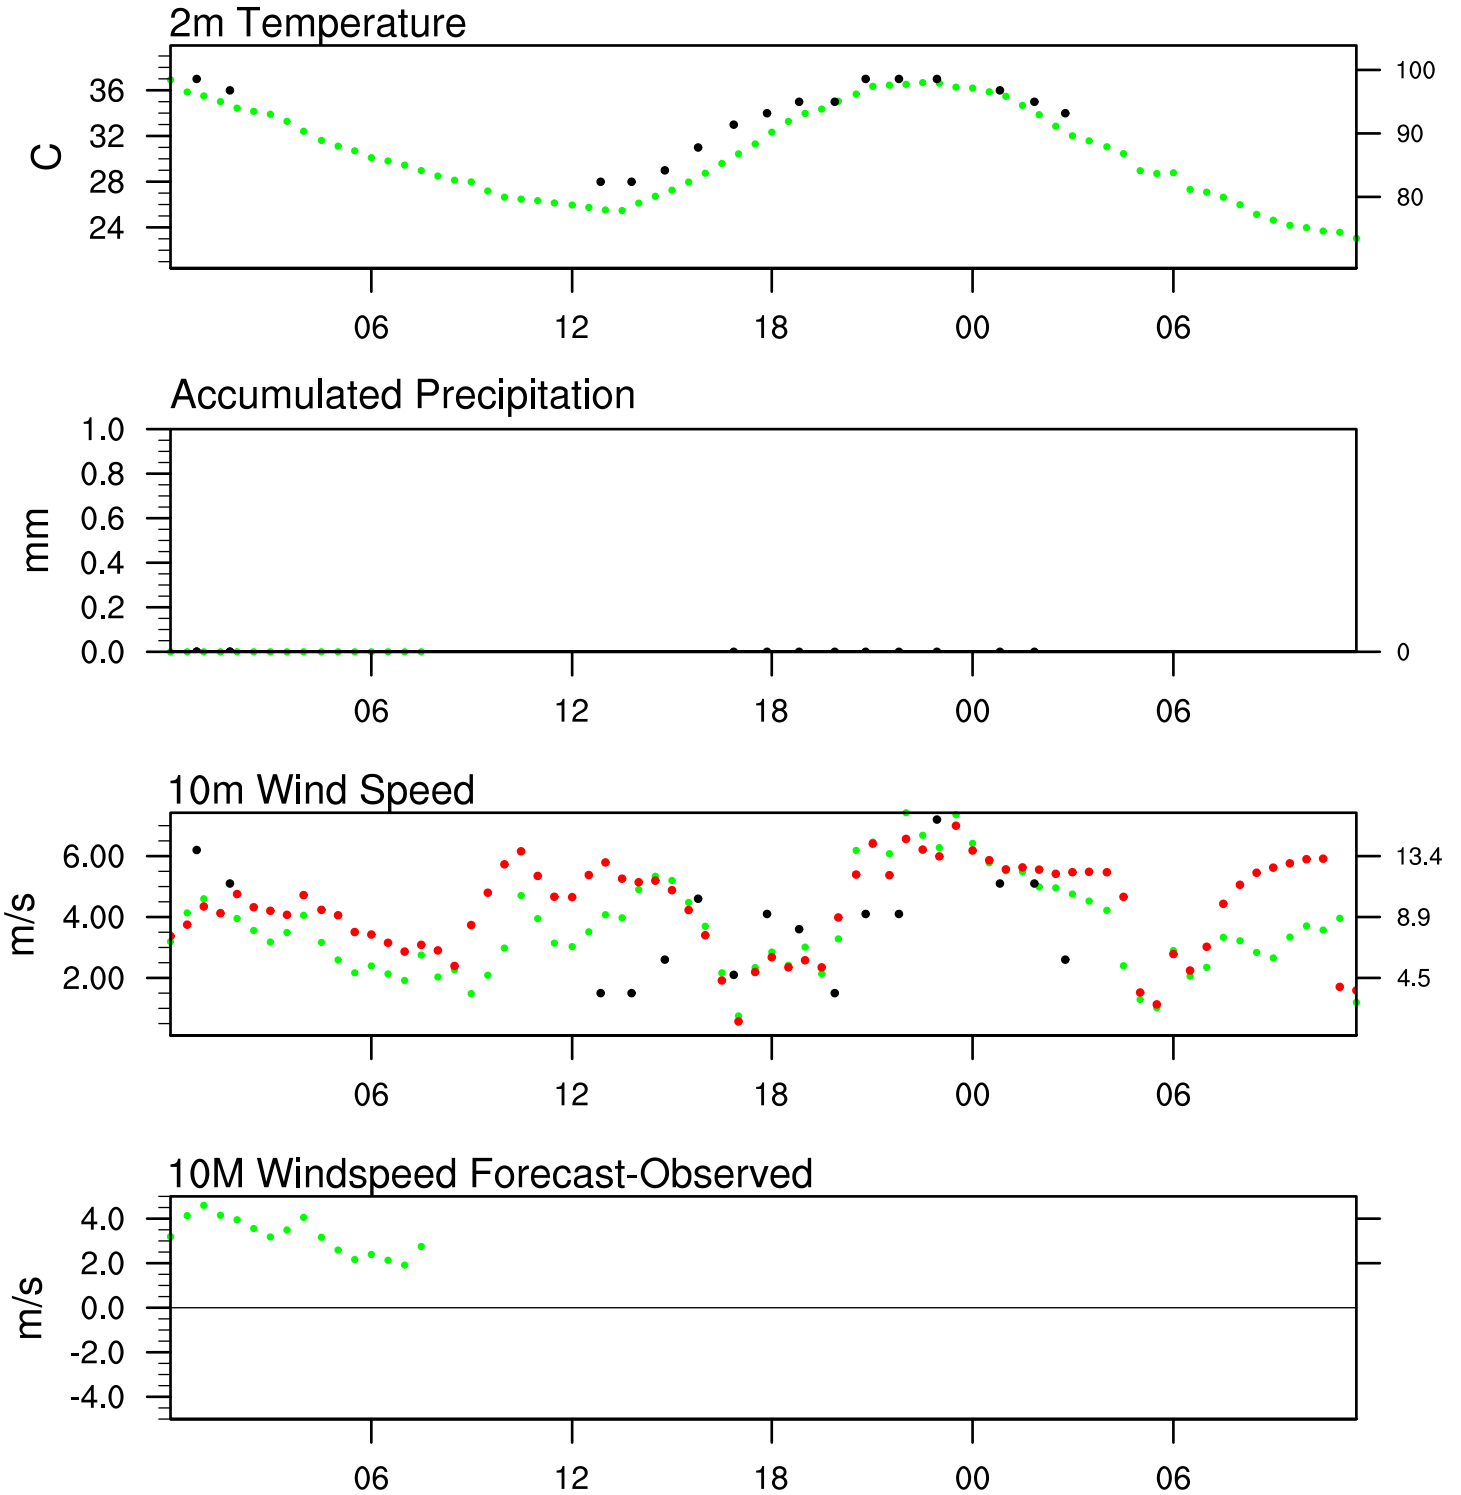 2m Temperature
C
36
32
28
24
100
90
80
06 12 18 00 06
Accumulated Precipitation
mm
1.0
0.8
0.6
0.4
0.2
0.0
0
06 12 18 00 06
10m Wind Speed
m/s
6.00
4.00
2.00
13.4
8.9
4.5
06 12 18 00 06
10M Windspeed Forecast-Observed
m/s
4.0
2.0
0.0
-2.0
-4.0
06 12 18 00 06